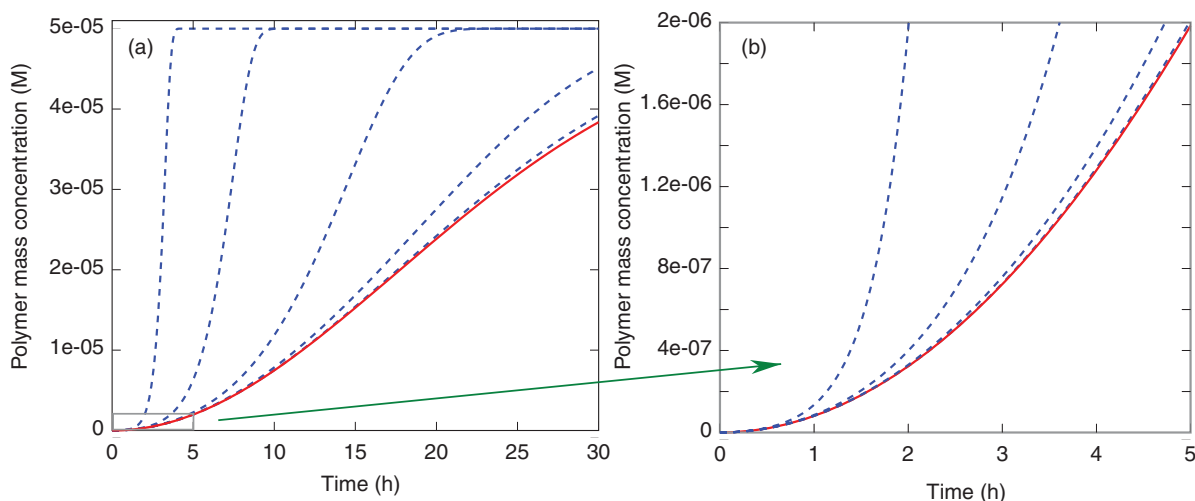 (a)
Polymer mass concentration (M)
5e-05
4e-05
3e-05
2e-05
1e-05
0
0 5 10 15 20 25 30
Time (h)
(b)
Polymer mass concentration (M)
2e-06
1.6e-06
1.2e-06
8e-07
4e-07
0
0 1 2 3 4 5
Time (h)